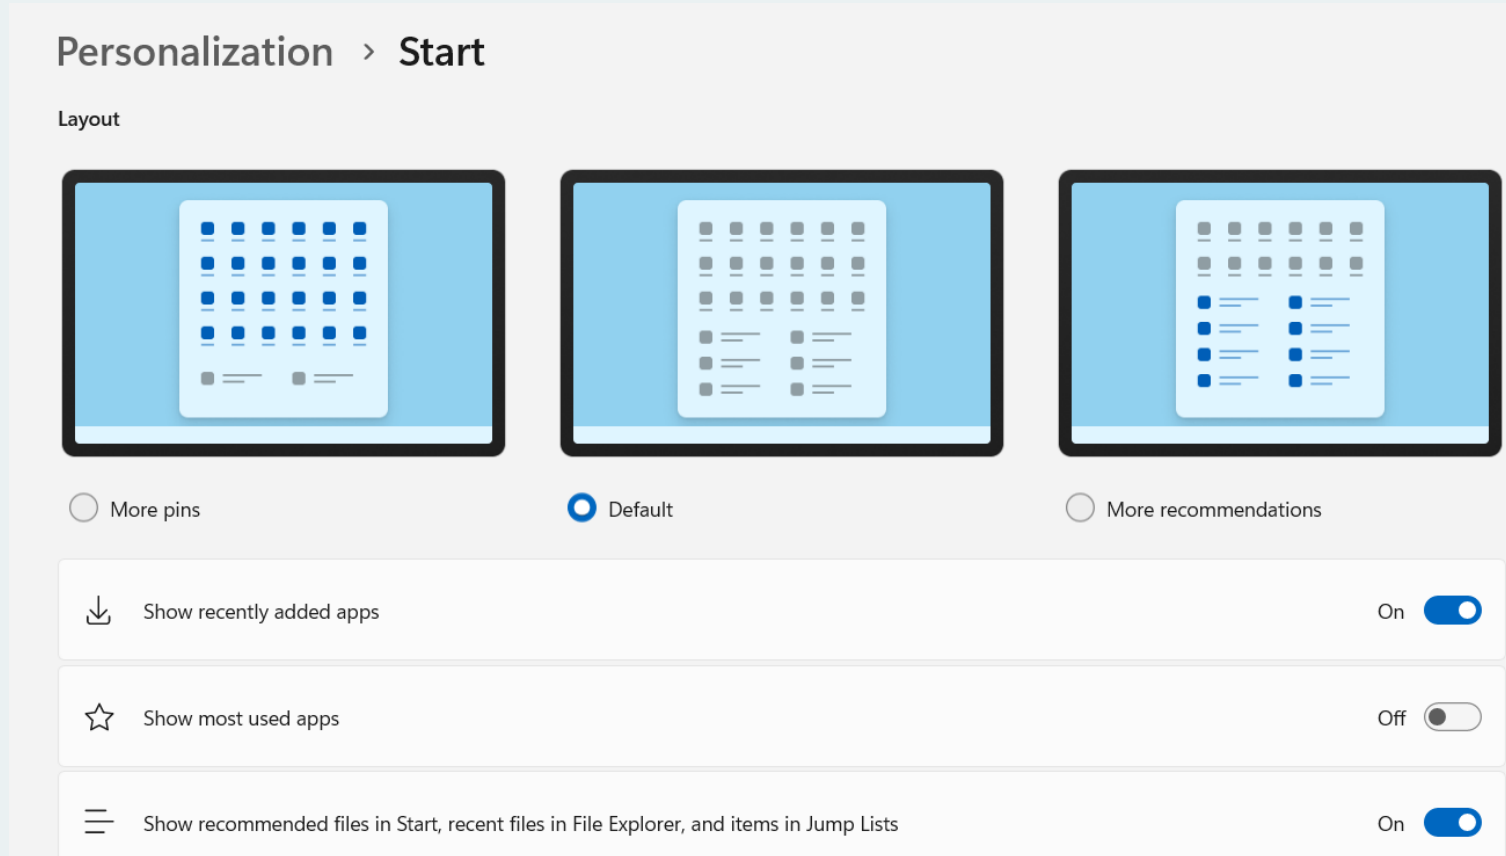 Personalization > Start
Layout
More pins
Default
More recommendations
Show recently added apps
On
Show most used apps
Off
Show recommended files in Start, recent files in File Explorer, and items in Jump Lists
On